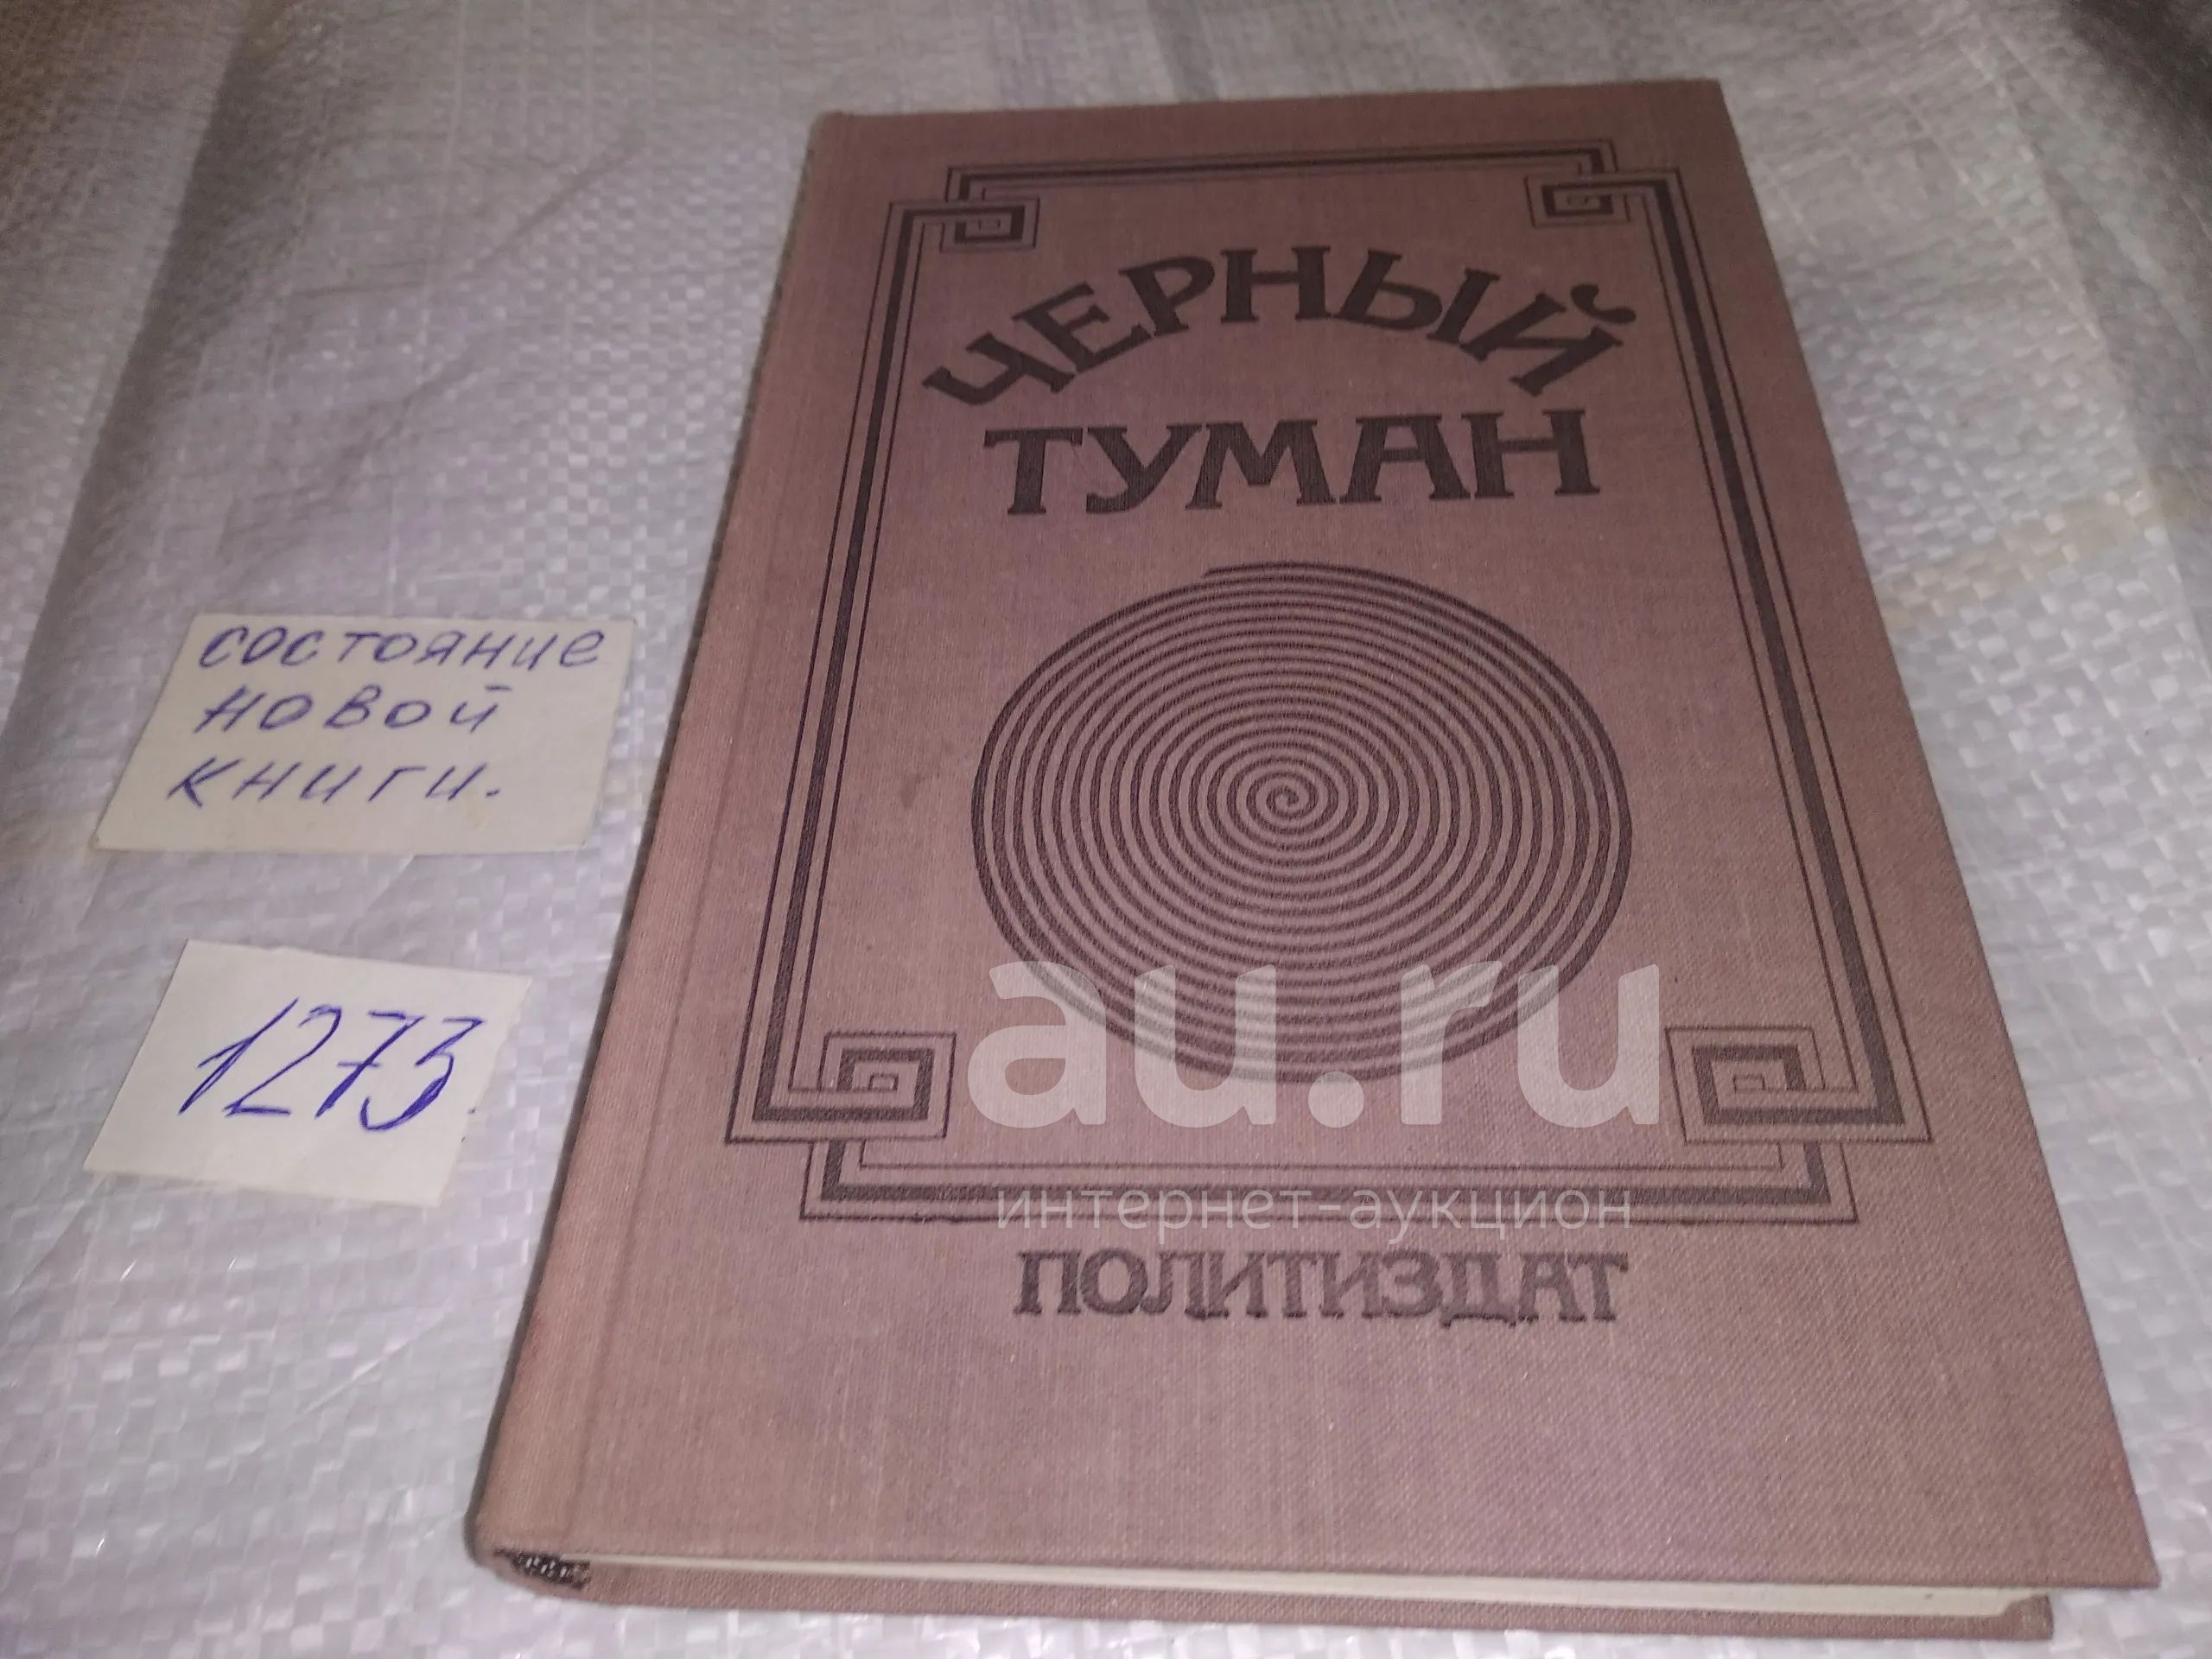 ЧЕРНЫЙ
ТУМАН
состояние
новой
книги.
1273.
au.ru
интернет-аукцион
ПОЛИТИЗДАТ